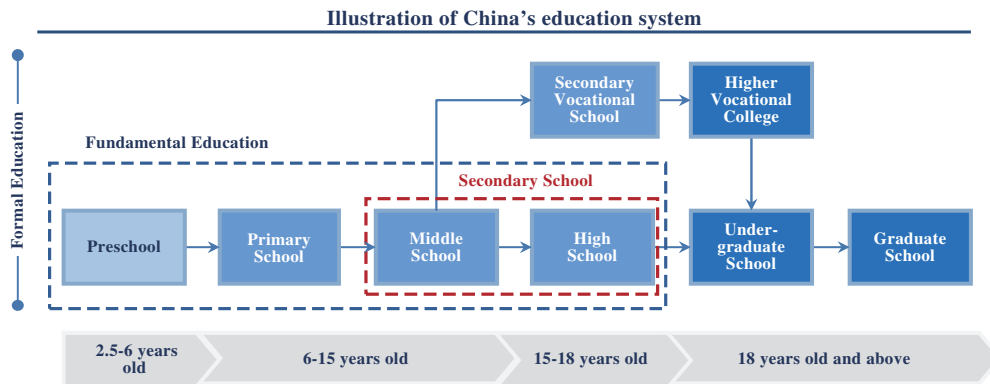 Illustration of China's education system
Formal Education
Secondary
Vocational
School
Higher
Vocational
College
Fundamental Education
Secondary School
Preschool
Primary
School
Middle
School
High
School
Under-
graduate
School
Graduate
School
2.5-6 years
old
6-15 years old
15-18 years old
18 years old and above